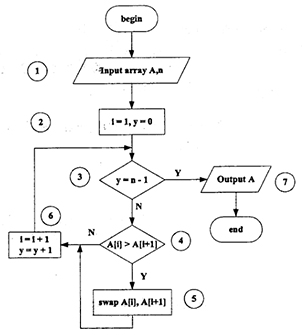 begin
1
Input array A,n
2
i = 1, y = 0
3
y = n - 1
Y
Output A
7
N
end
6
i = i + 1
y = y + 1
N
A[i] > A[i+1]
4
Y
swap A[i], A[i+1]
5